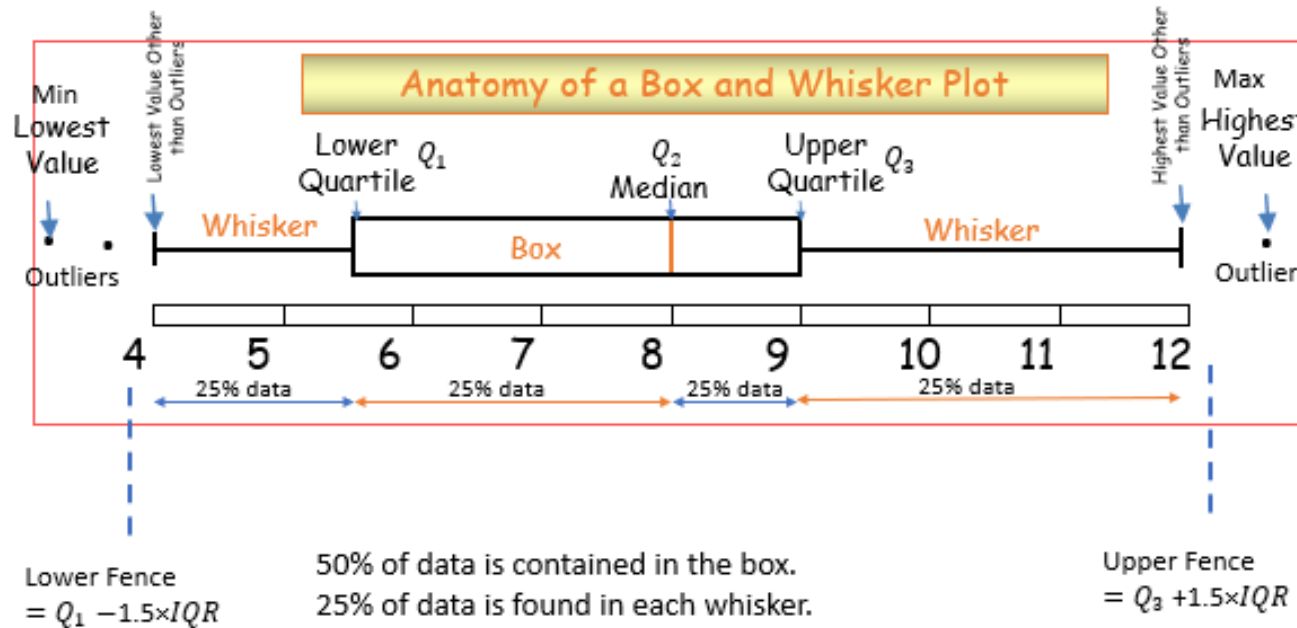 Anatomy of a Box and Whisker Plot
Min
Lowest
Value
Lowest Value Other
than Outliers
Lower
Quartile Q₁
Q₂
Median
Upper
Quartile Q₃
Highest Value Other
than Outliers
Max
Highest
Value
Whisker
Box
Whisker
Outliers
Outlier
4 5 6 7 8 9 10 11 12
25% data 25% data 25% data 25% data
Lower Fence
= Q₁ −1.5×IQR
50% of data is contained in the box.
25% of data is found in each whisker.
Upper Fence
= Q₃ +1.5×IQR